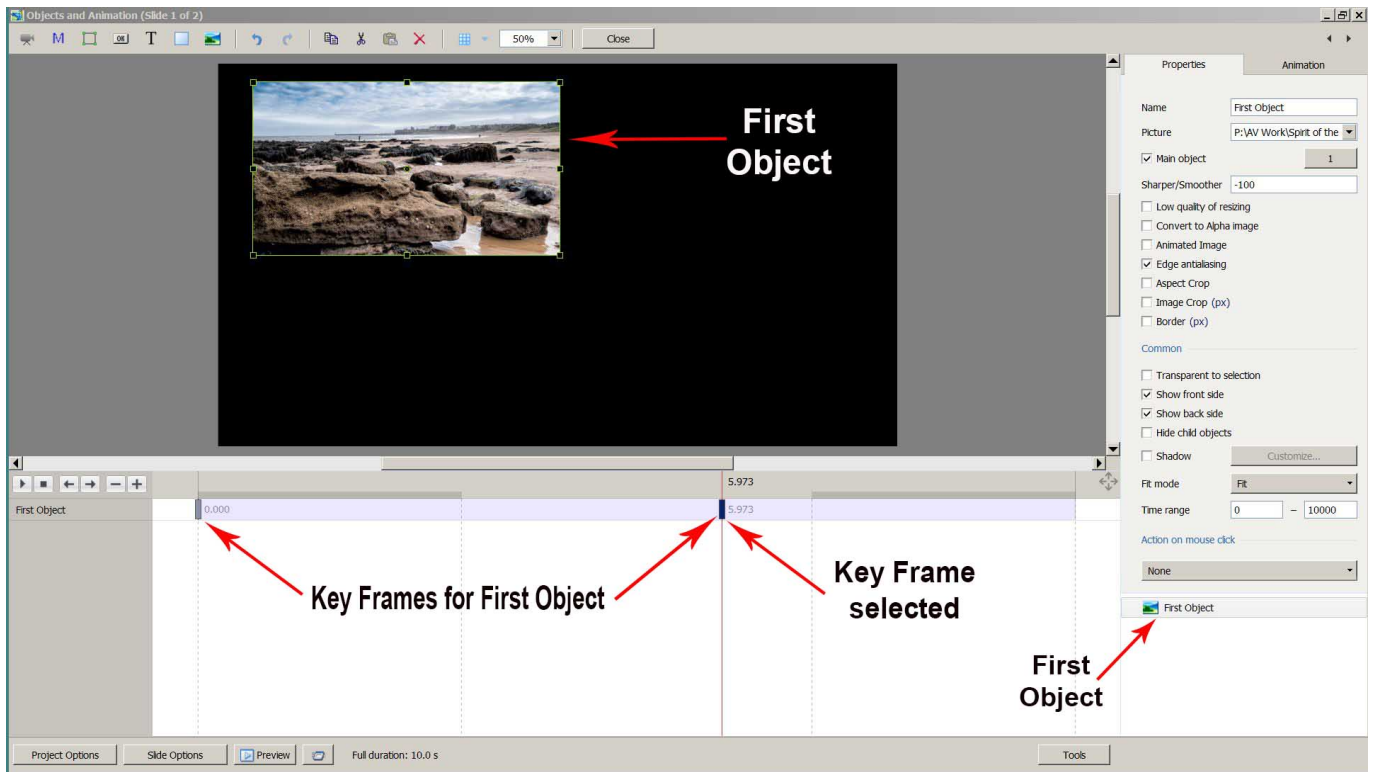 Objects and Animation (Slide 1 of 2)
M OK T 50% Close
Properties Animation
First
Object
Name First Object
Picture P:\AV Work\Spirit of the
Main object 1
Sharper/Smoother -100
Low quality of resizing
Convert to Alpha image
Animated Image
Edge antialiasing
Aspect Crop
Image Crop (px)
Border (px)
Common
Transparent to selection
Show front side
Show back side
Hide child objects
Shadow Customize...
Fit mode Fit
Time range 0 – 10000
Action on mouse click
None
First Object
5.973
First Object 0.000 5.973
Key Frames for First Object
Key Frame
selected
First
Object
Project Options Slide Options Preview Full duration: 10.0 s Tools